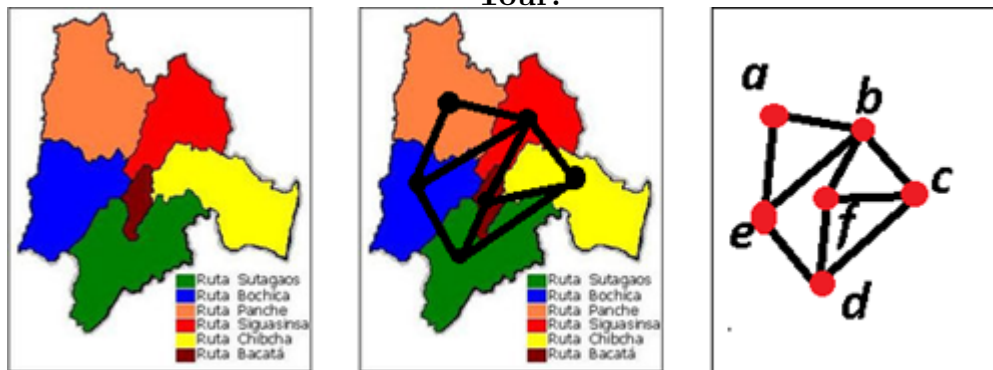 Tour.
Ruta Sutagaos
Ruta Bochica
Ruta Panche
Ruta Siguasinsa
Ruta Chibcha
Ruta Bacatá
Ruta Sutagaos
Ruta Bochica
Ruta Panche
Ruta Siguasinsa
Ruta Chibcha
Ruta Bacatá
a
b
c
e
f
d